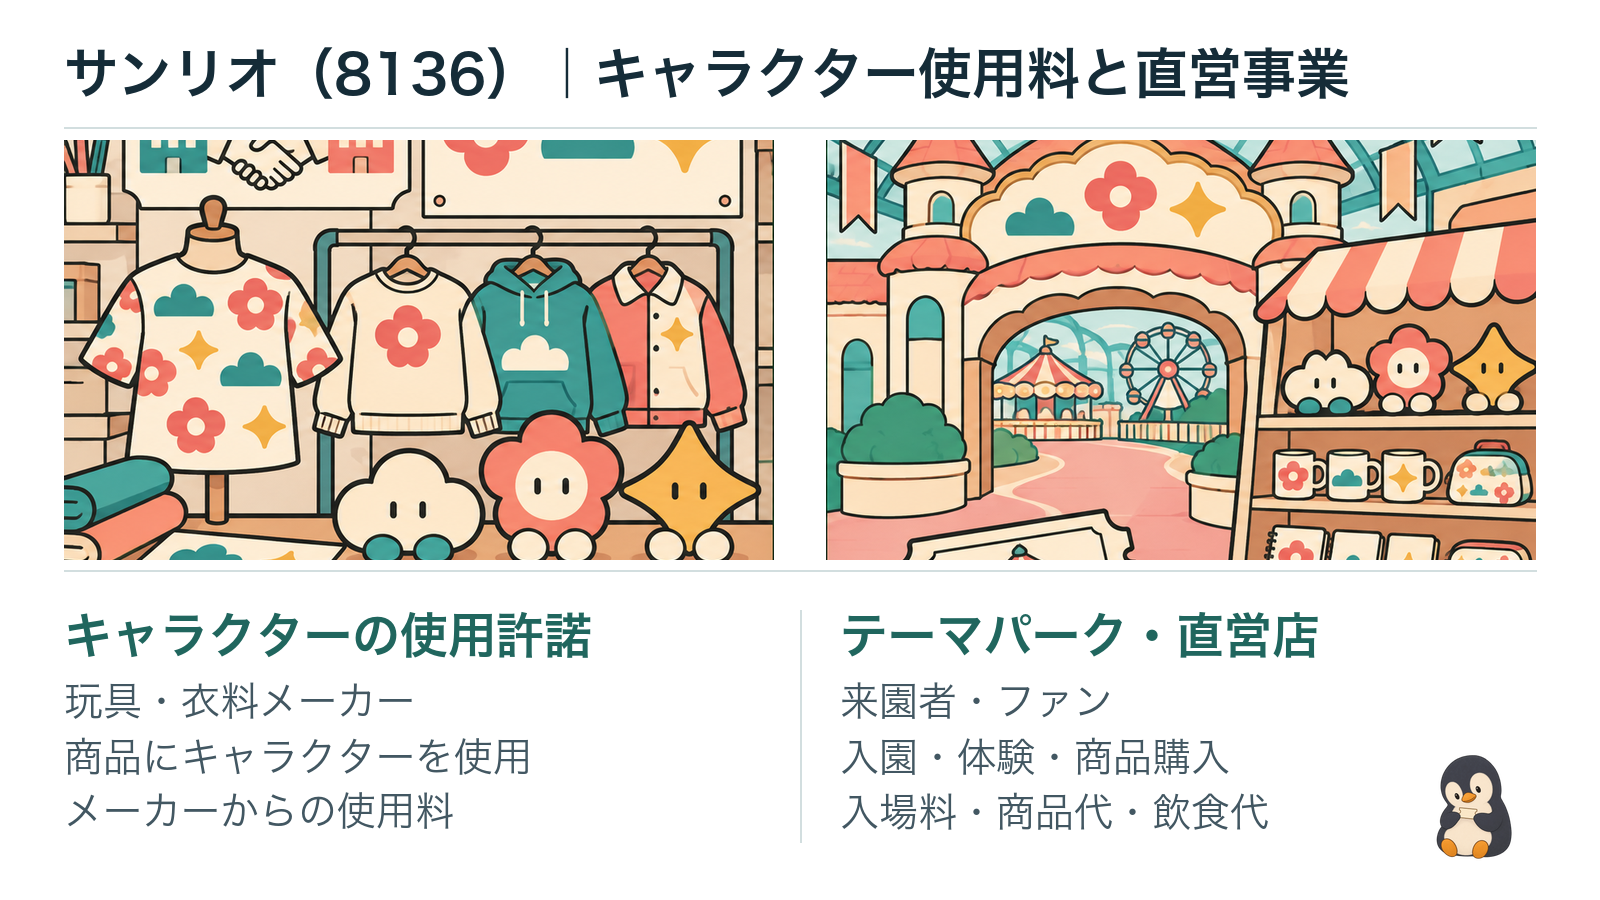 サンリオ（8136）｜キャラクター使用料と直営事業
キャラクターの使用許諾
玩具・衣料メーカー
商品にキャラクターを使用
メーカーからの使用料
テーマパーク・直営店
来園者・ファン
入園・体験・商品購入
入場料・商品代・飲食代